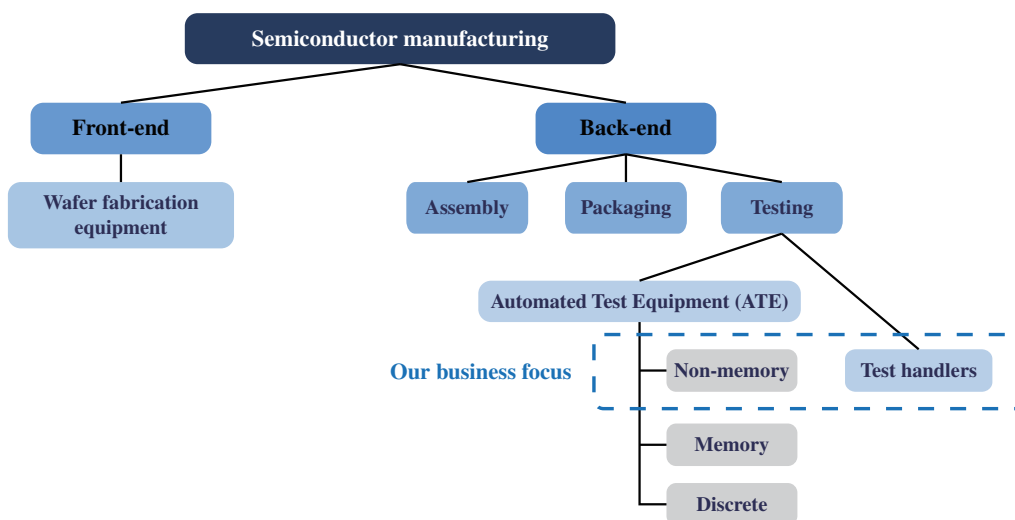 Semiconductor manufacturing
Front-end
Back-end
Wafer fabrication
equipment
Assembly
Packaging
Testing
Automated Test Equipment (ATE)
Our business focus
Non-memory
Test handlers
Memory
Discrete